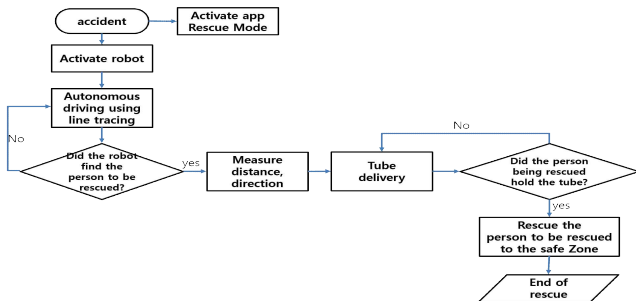 accident
Activate app
Rescue Mode
Activate robot
Autonomous
driving using
line tracing
No
Did the robot
find the
person to be
rescued?
yes
Measure
distance,
direction
Tube
delivery
No
Did the person
being rescued
hold the tube?
yes
Rescue the
person to be rescued
to the safe Zone
End of
rescue